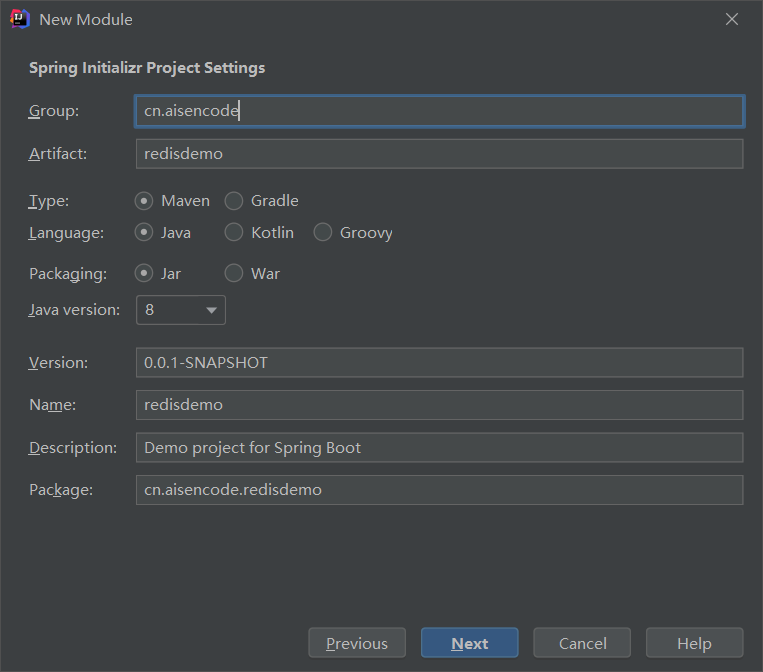 New Module
Spring Initializr Project Settings
Group: cn.aisencode
Artifact: redisdemo
Type: Maven Gradle
Language: Java Kotlin Groovy
Packaging: Jar War
Java version: 8
Version: 0.0.1-SNAPSHOT
Name: redisdemo
Description: Demo project for Spring Boot
Package: cn.aisencode.redisdemo
Previous Next Cancel Help